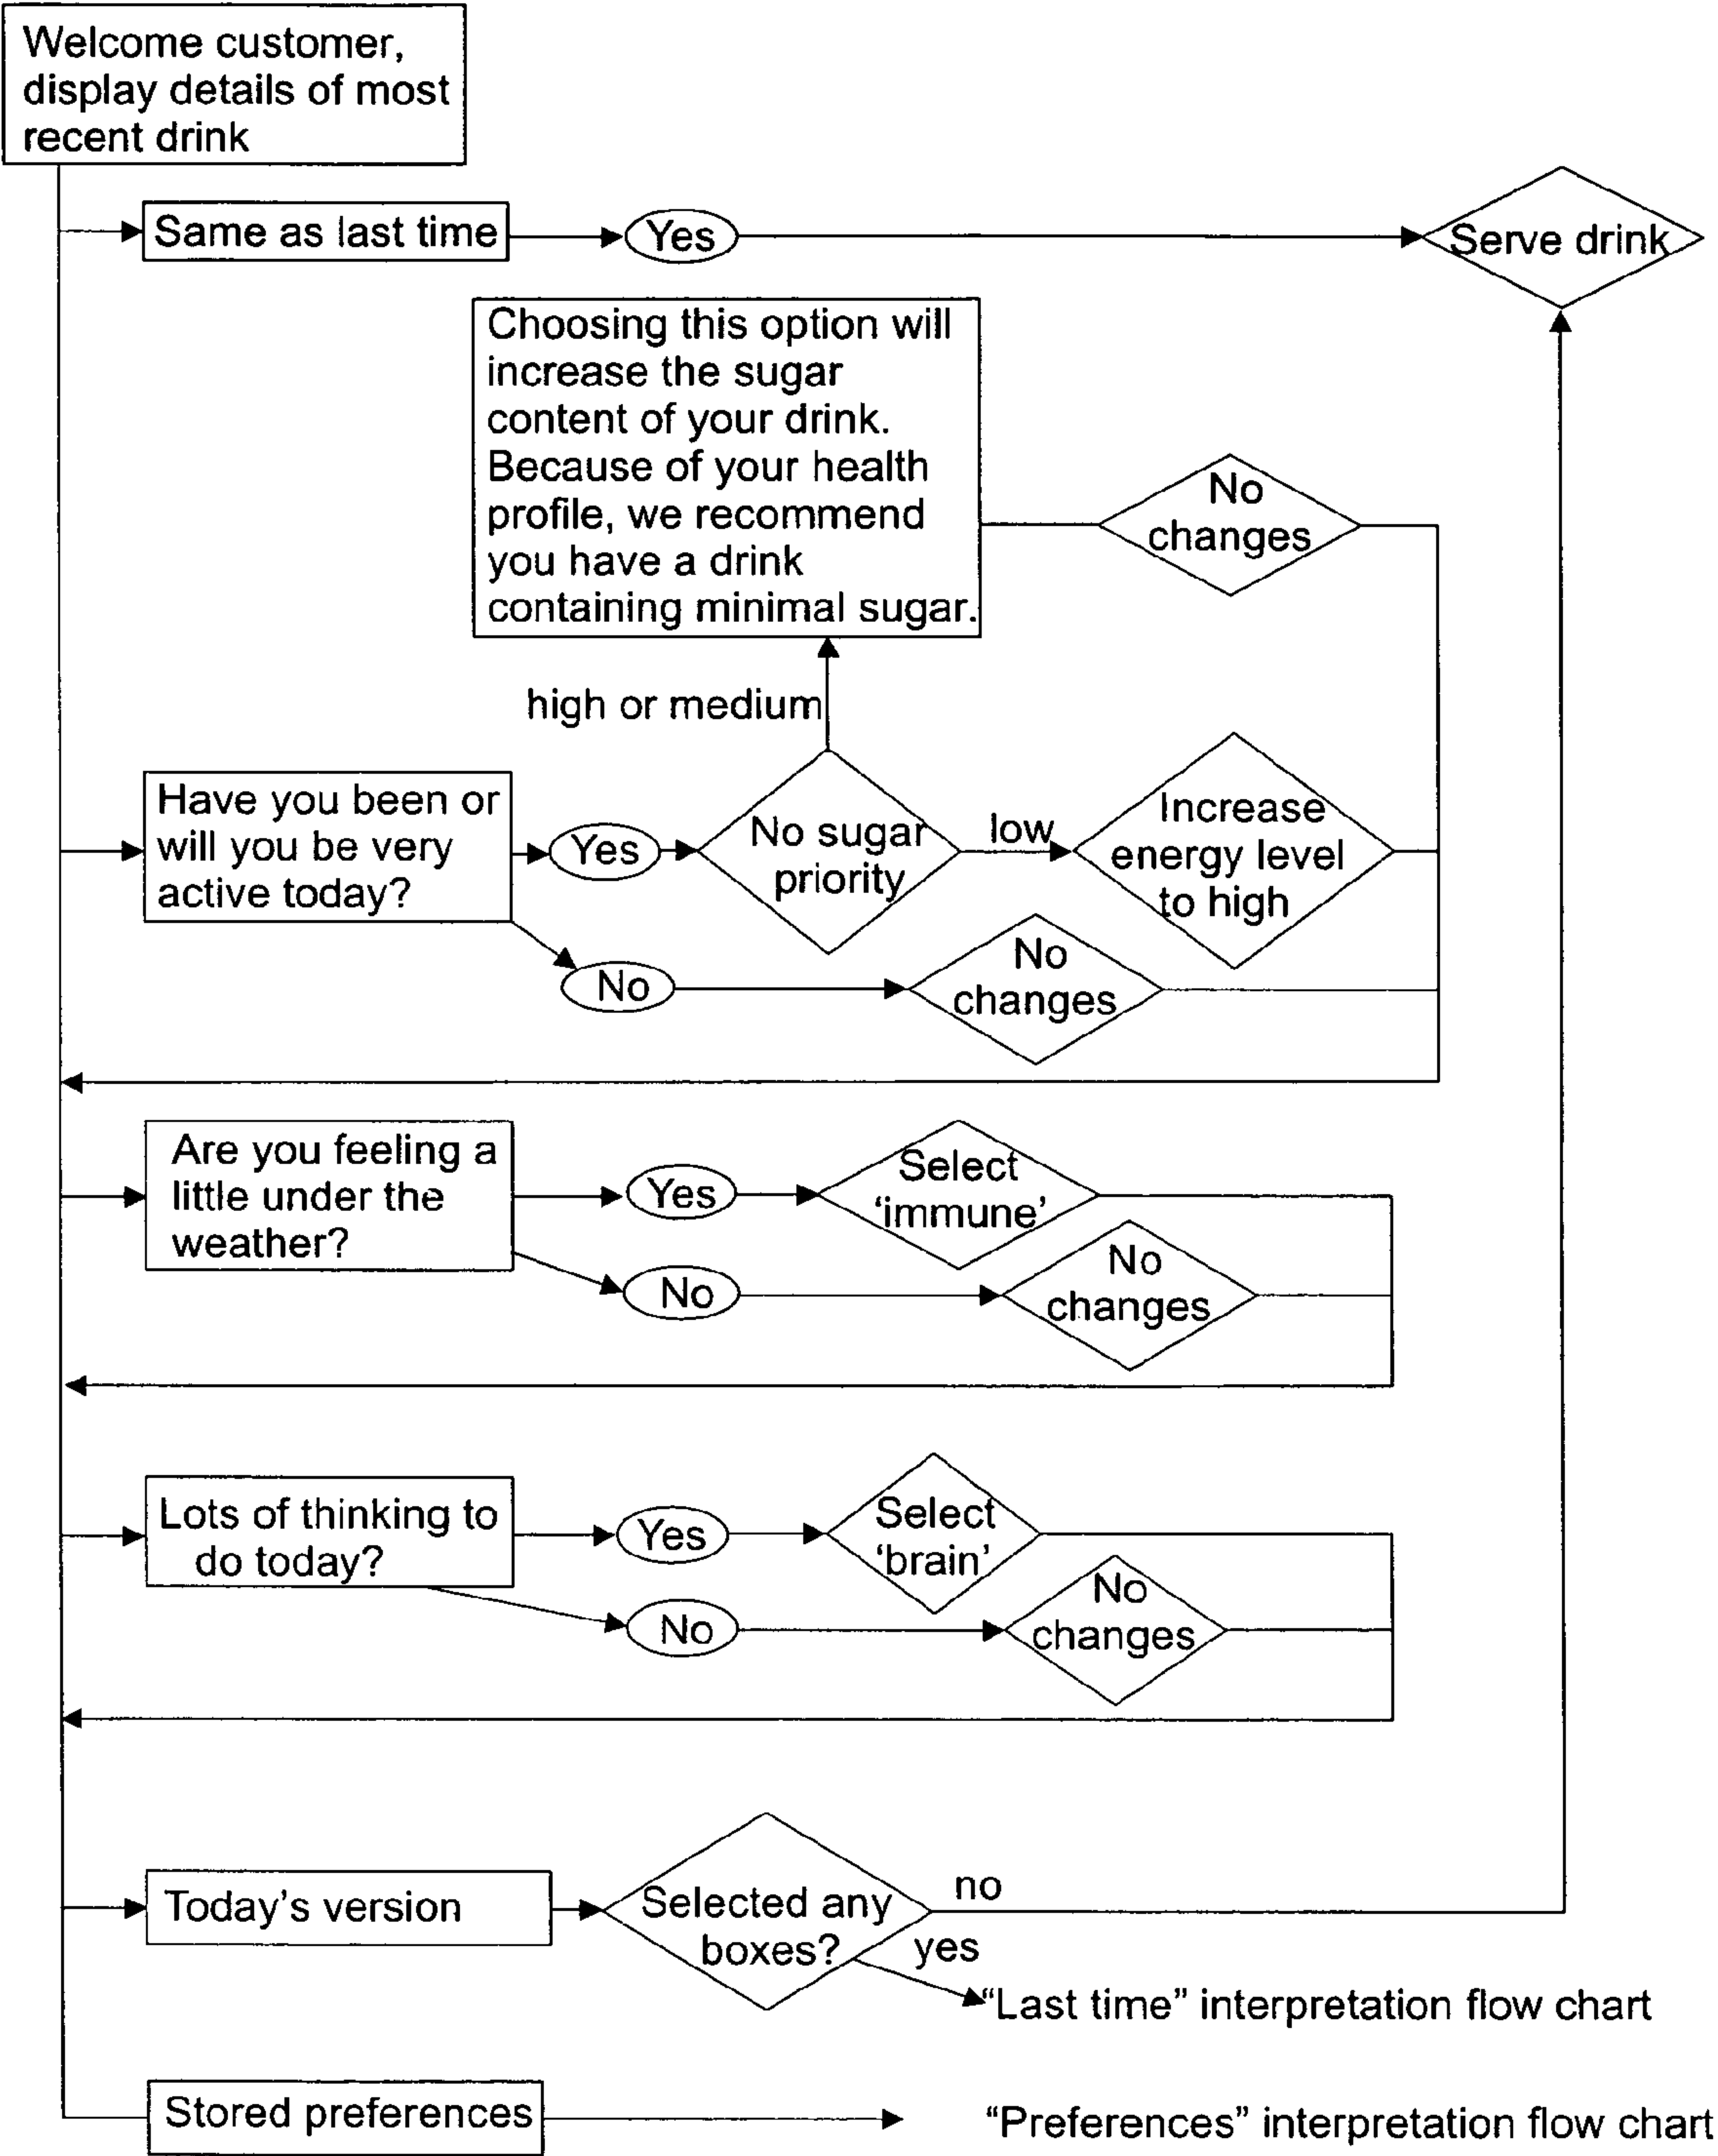 Welcome customer,
display details of most
recent drink
Same as last time
Yes
Serve drink
Choosing this option will
increase the sugar
content of your drink.
Because of your health
profile, we recommend
you have a drink
containing minimal sugar.
No
changes
high or medium
Have you been or
will you be very
active today?
Yes
No sugar
priority
low
Increase
energy level
to high
No
No
changes
Are you feeling a
little under the
weather?
Yes
Select
‘immune’
No
No
changes
Lots of thinking to
do today?
Yes
Select
‘brain’
No
No
changes
Today’s version
Selected any
boxes?
no
yes
“Last time” interpretation flow chart
Stored preferences
“Preferences” interpretation flow chart